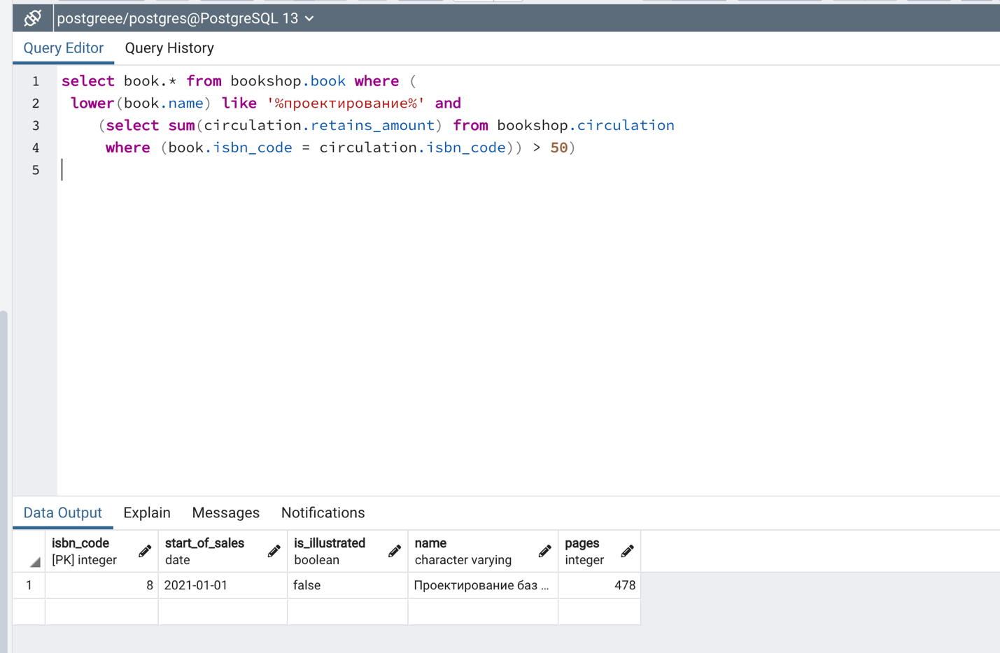 postgreee/postgres@PostgreSQL 13
Query Editor Query History
1 select book.* from bookshop.book where (
2 lower(book.name) like '%проектирование%' and
3 (select sum(circulation.retains_amount) from bookshop.circulation
4 where (book.isbn_code = circulation.isbn_code)) > 50)
5
Data Output Explain Messages Notifications
isbn_code start_of_sales is_illustrated name pages
[PK] integer date boolean character varying integer
1 8 2021-01-01 false Проектирование баз ... 478